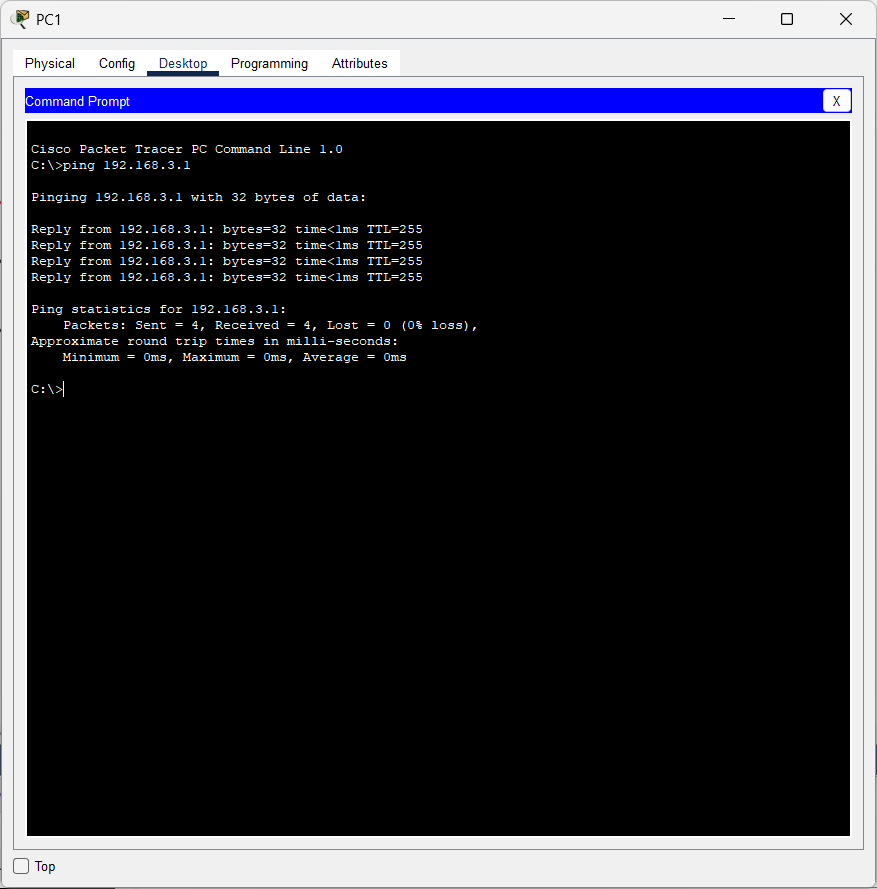 PC1
Physical Config Desktop Programming Attributes
Command Prompt X
Cisco Packet Tracer PC Command Line 1.0
C:\>ping 192.168.3.1
Pinging 192.168.3.1 with 32 bytes of data:
Reply from 192.168.3.1: bytes=32 time<1ms TTL=255
Reply from 192.168.3.1: bytes=32 time<1ms TTL=255
Reply from 192.168.3.1: bytes=32 time<1ms TTL=255
Reply from 192.168.3.1: bytes=32 time<1ms TTL=255
Ping statistics for 192.168.3.1:
    Packets: Sent = 4, Received = 4, Lost = 0 (0% loss),
Approximate round trip times in milli-seconds:
    Minimum = 0ms, Maximum = 0ms, Average = 0ms
C:\>
Top